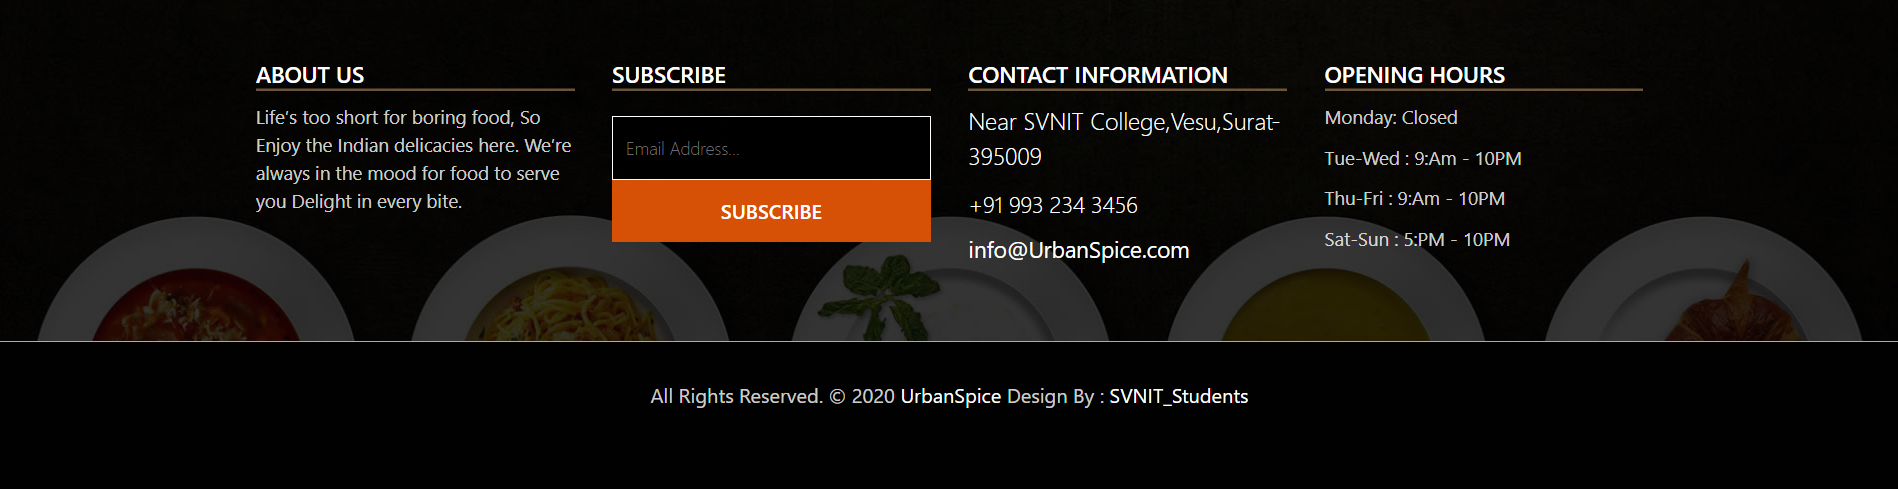 ABOUT US
Life's too short for boring food, So
Enjoy the Indian delicacies here. We're
always in the mood for food to serve
you Delight in every bite.
SUBSCRIBE
Email Address...
SUBSCRIBE
CONTACT INFORMATION
Near SVNIT College,Vesu,Surat-
395009
+91 993 234 3456
info@UrbanSpice.com
OPENING HOURS
Monday: Closed
Tue-Wed : 9:Am - 10PM
Thu-Fri : 9:Am - 10PM
Sat-Sun : 5:PM - 10PM
All Rights Reserved. © 2020 UrbanSpice Design By : SVNIT_Students